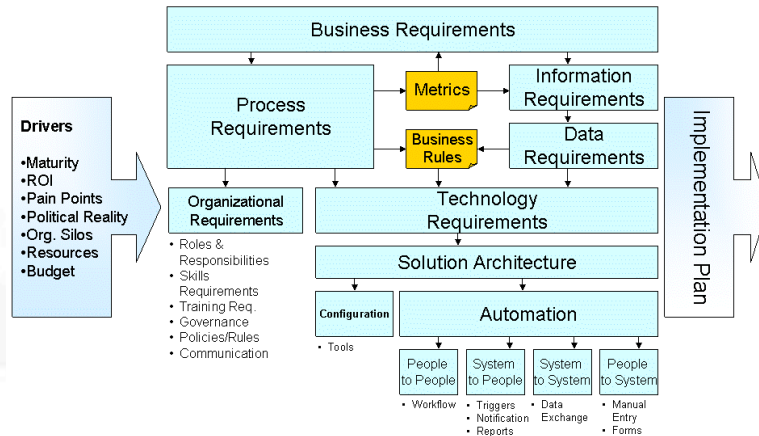 Business Requirements
Drivers
•Maturity
•ROI
•Pain Points
•Political Reality
•Org. Silos
•Resources
•Budget
Process
Requirements
Metrics
Information
Requirements
Business
Rules
Data
Requirements
Organizational
Requirements
• Roles &
Responsibilities
• Skills
Requirements
• Training Req.
• Governance
• Policies/Rules
• Communication
Technology
Requirements
Solution Architecture
Configuration
▪ Tools
Automation
People
to People
▪ Workflow
System
to People
▪ Triggers
▪ Notification
▪ Reports
System
to System
▪ Data
Exchange
People
to System
▪ Manual
Entry
▪ Forms
Implementation Plan